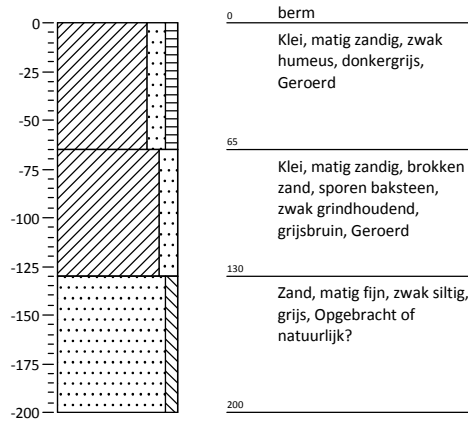 0
-25
-50
-75
-100
-125
-150
-175
-200
0
berm
Klei, matig zandig, zwak
humeus, donkergrijs,
Geroerd
65
Klei, matig zandig, brokken
zand, sporen baksteen,
zwak grindhoudend,
grijsbruin, Geroerd
130
Zand, matig fijn, zwak siltig,
grijs, Opgebracht of
natuurlijk?
200